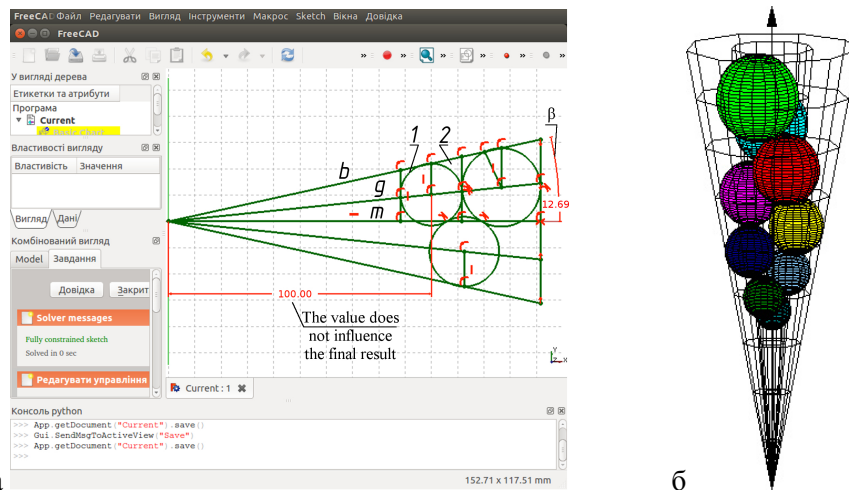 FreeCAD Файл Редагувати Вигляд Інструменти Макрос Sketch Вікна Довідка
FreeCAD
» » » » »
У вигляді дерева
Етикетки та атрибути
Програма
Current
Basic Chart
Властивості вигляду
Властивість Значення
Вигляд Дані
Комбінований вигляд
Model Завдання
Довідка Закрит
Solver messages
Fully constrained sketch
Solved in 0 sec
Редагувати управління
1 2 β
b
g
m
12.69
100.00
The value does
not influence
the final result
Y
Z X
Current : 1
Консоль python
>>> App.getDocument("Current").save()
>>> Gui.SendMsgToActiveView("Save")
>>> App.getDocument("Current").save()
>>>
152.71 x 117.51 mm
а б